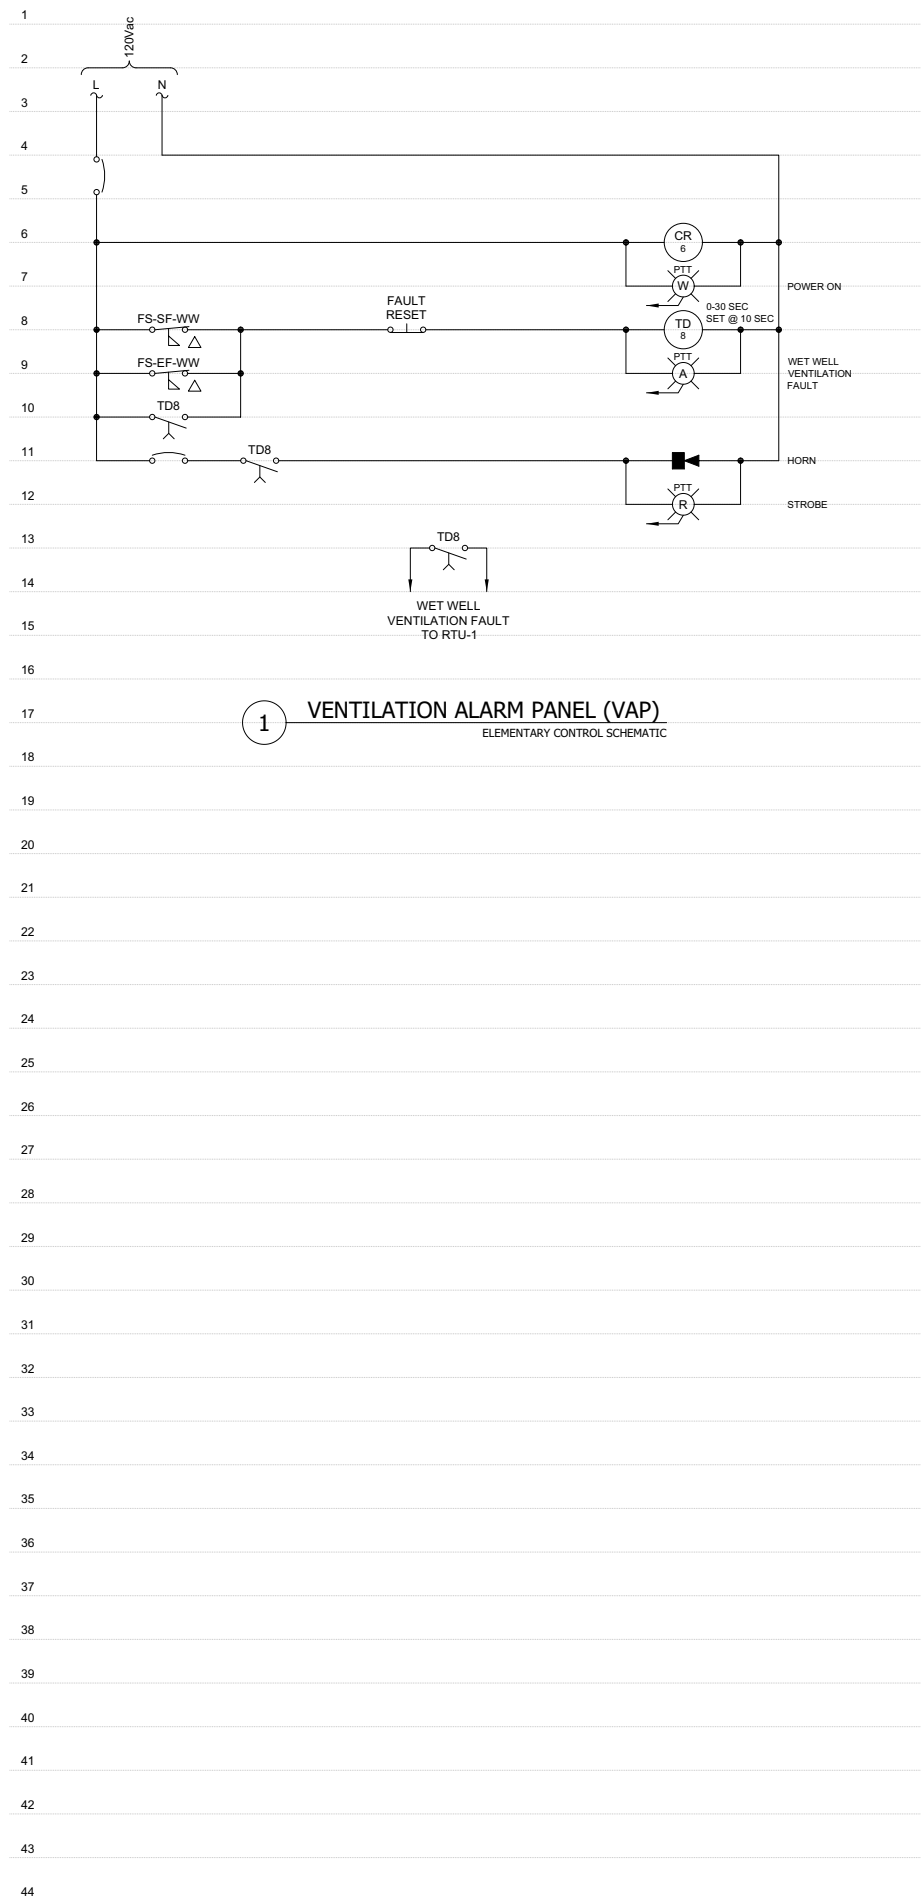 1
120Vac
2
L N
3
4
5
6
CR
6
7
PTT
W
POWER ON
FAULT
RESET
0-30 SEC
SET @ 10 SEC
8
FS-SF-WW
TD
8
9
FS-EF-WW
PTT
A
WET WELL
VENTILATION
FAULT
10
TD8
11
TD8
HORN
12
PTT
R
STROBE
13
TD8
14
WET WELL
VENTILATION FAULT
TO RTU-1
15
16
17
1
VENTILATION ALARM PANEL (VAP)
ELEMENTARY CONTROL SCHEMATIC
18
19
20
21
22
23
24
25
26
27
28
29
30
31
32
33
34
35
36
37
38
39
40
41
42
43
44